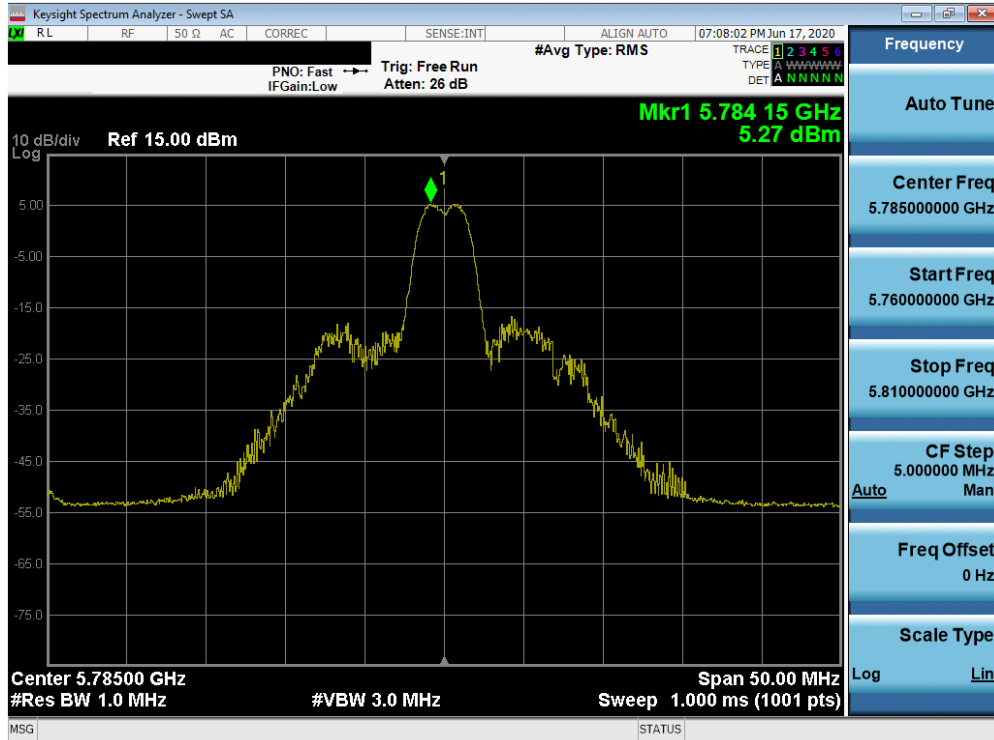 Keysight Spectrum Analyzer - Swept SA
LXI RL RF 50 Ω AC CORREC SENSE:INT ALIGN AUTO 07:08:02 PM Jun 17, 2020
Frequency
#Avg Type: RMS TRACE 1 2 3 4 5 6
PNO: Fast Trig: Free Run TYPE A WWWWW
IFGain:Low Atten: 26 dB DET A N N N N N
Auto Tune
Mkr1 5.784 15 GHz
5.27 dBm
10 dB/div Ref 15.00 dBm
Log
1
5.00
-5.00
-15.0
-25.0
-35.0
-45.0
-55.0
-65.0
-75.0
Center Freq
5.785000000 GHz
Start Freq
5.760000000 GHz
Stop Freq
5.810000000 GHz
CF Step
5.000000 MHz
Auto Man
Freq Offset
0 Hz
Scale Type
Log Lin
Center 5.78500 GHz Span 50.00 MHz
#Res BW 1.0 MHz #VBW 3.0 MHz Sweep 1.000 ms (1001 pts)
MSG STATUS